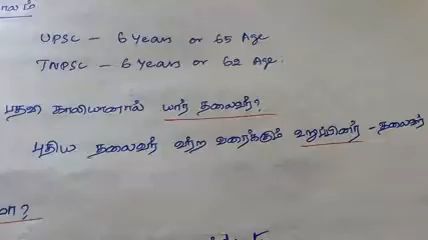 காலம்
UPSC – 6 Years or 65 Age
TNPSC – 6 Years or 62 Age.
பதவி காலியானால் யார் தலைவர்?
புதிய தலைவர் வர்ற வரைக்கும் உறுப்பினர் – தலைவர்
மா?